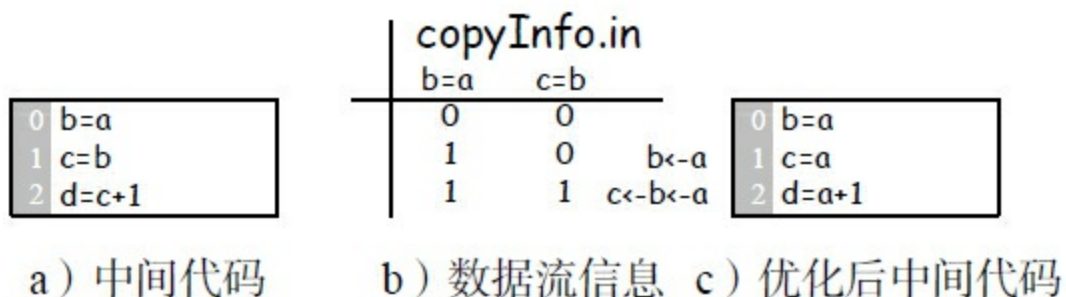 copyInfo.in
b=a c=b
0 b=a
1 c=b
2 d=c+1
0 0
1 0 b<-a
1 1 c<-b<-a
0 b=a
1 c=a
2 d=a+1
a）中间代码
b）数据流信息
c）优化后中间代码